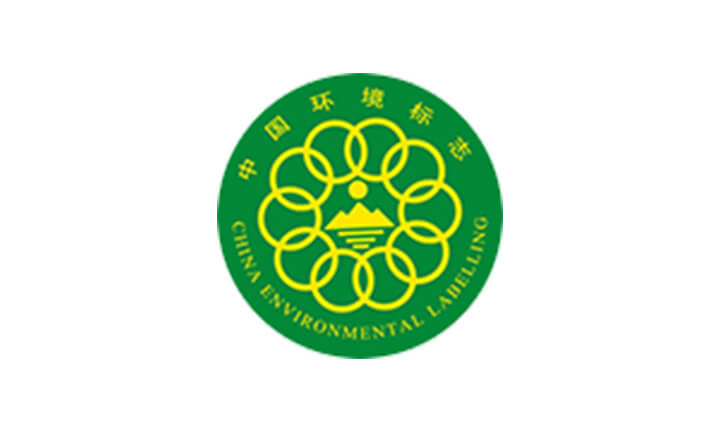 中国环境标志
CHINA ENVIRONMENTAL LABELLING